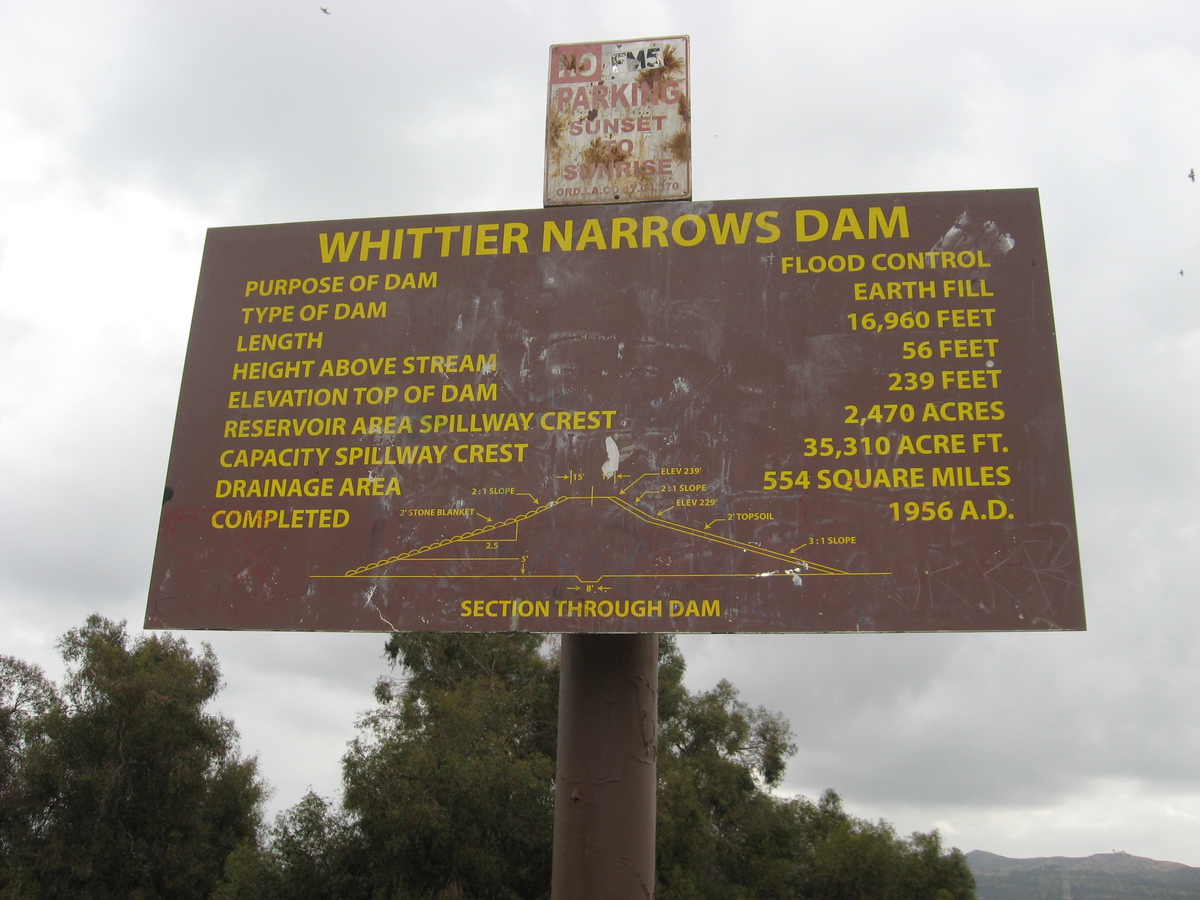 NO FMS
PARKING
SUNSET
TO
SUNRISE
WHITTIER NARROWS DAM
PURPOSE OF DAM FLOOD CONTROL
TYPE OF DAM EARTH FILL
LENGTH 16,960 FEET
HEIGHT ABOVE STREAM 56 FEET
ELEVATION TOP OF DAM 239 FEET
RESERVOIR AREA SPILLWAY CREST 2,470 ACRES
CAPACITY SPILLWAY CREST 35,310 ACRE FT.
DRAINAGE AREA 554 SQUARE MILES
COMPLETED 1956 A.D.
15' ELEV 239'
2:1 SLOPE 2:1 SLOPE
ELEV 229'
2' STONE BLANKET 2' TOPSOIL
2.5
3:1 SLOPE
5'
8'
SECTION THROUGH DAM